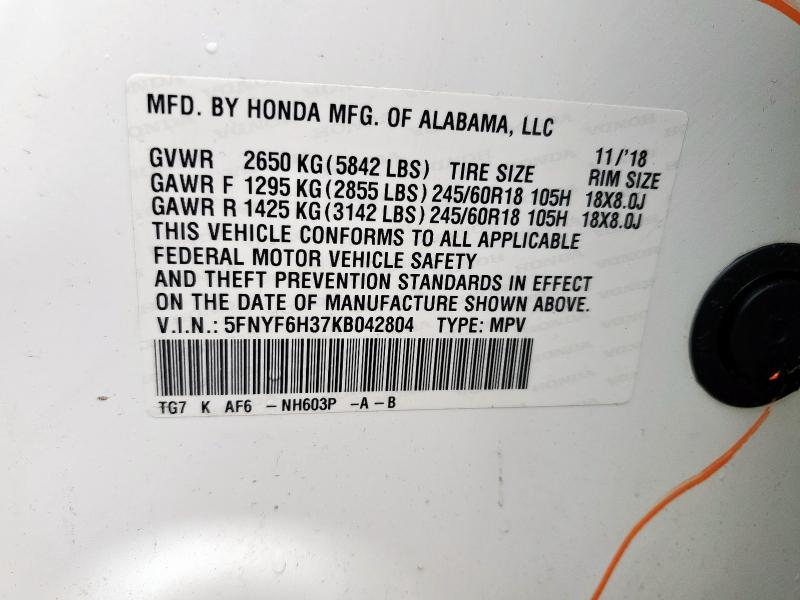 MFD. BY HONDA MFG. OF ALABAMA, LLC
11/'18
GVWR 2650 KG(5842 LBS) TIRE SIZE RIM SIZE
GAWR F 1295 KG(2855 LBS) 245/60R18 105H 18X8.0J
GAWR R 1425 KG(3142 LBS) 245/60R18 105H 18X8.0J
THIS VEHICLE CONFORMS TO ALL APPLICABLE
FEDERAL MOTOR VEHICLE SAFETY
AND THEFT PREVENTION STANDARDS IN EFFECT
ON THE DATE OF MANUFACTURE SHOWN ABOVE.
V.I.N.: 5FNYF6H37KB042804 TYPE: MPV
TG7 K AF6 - NH603P -A-B